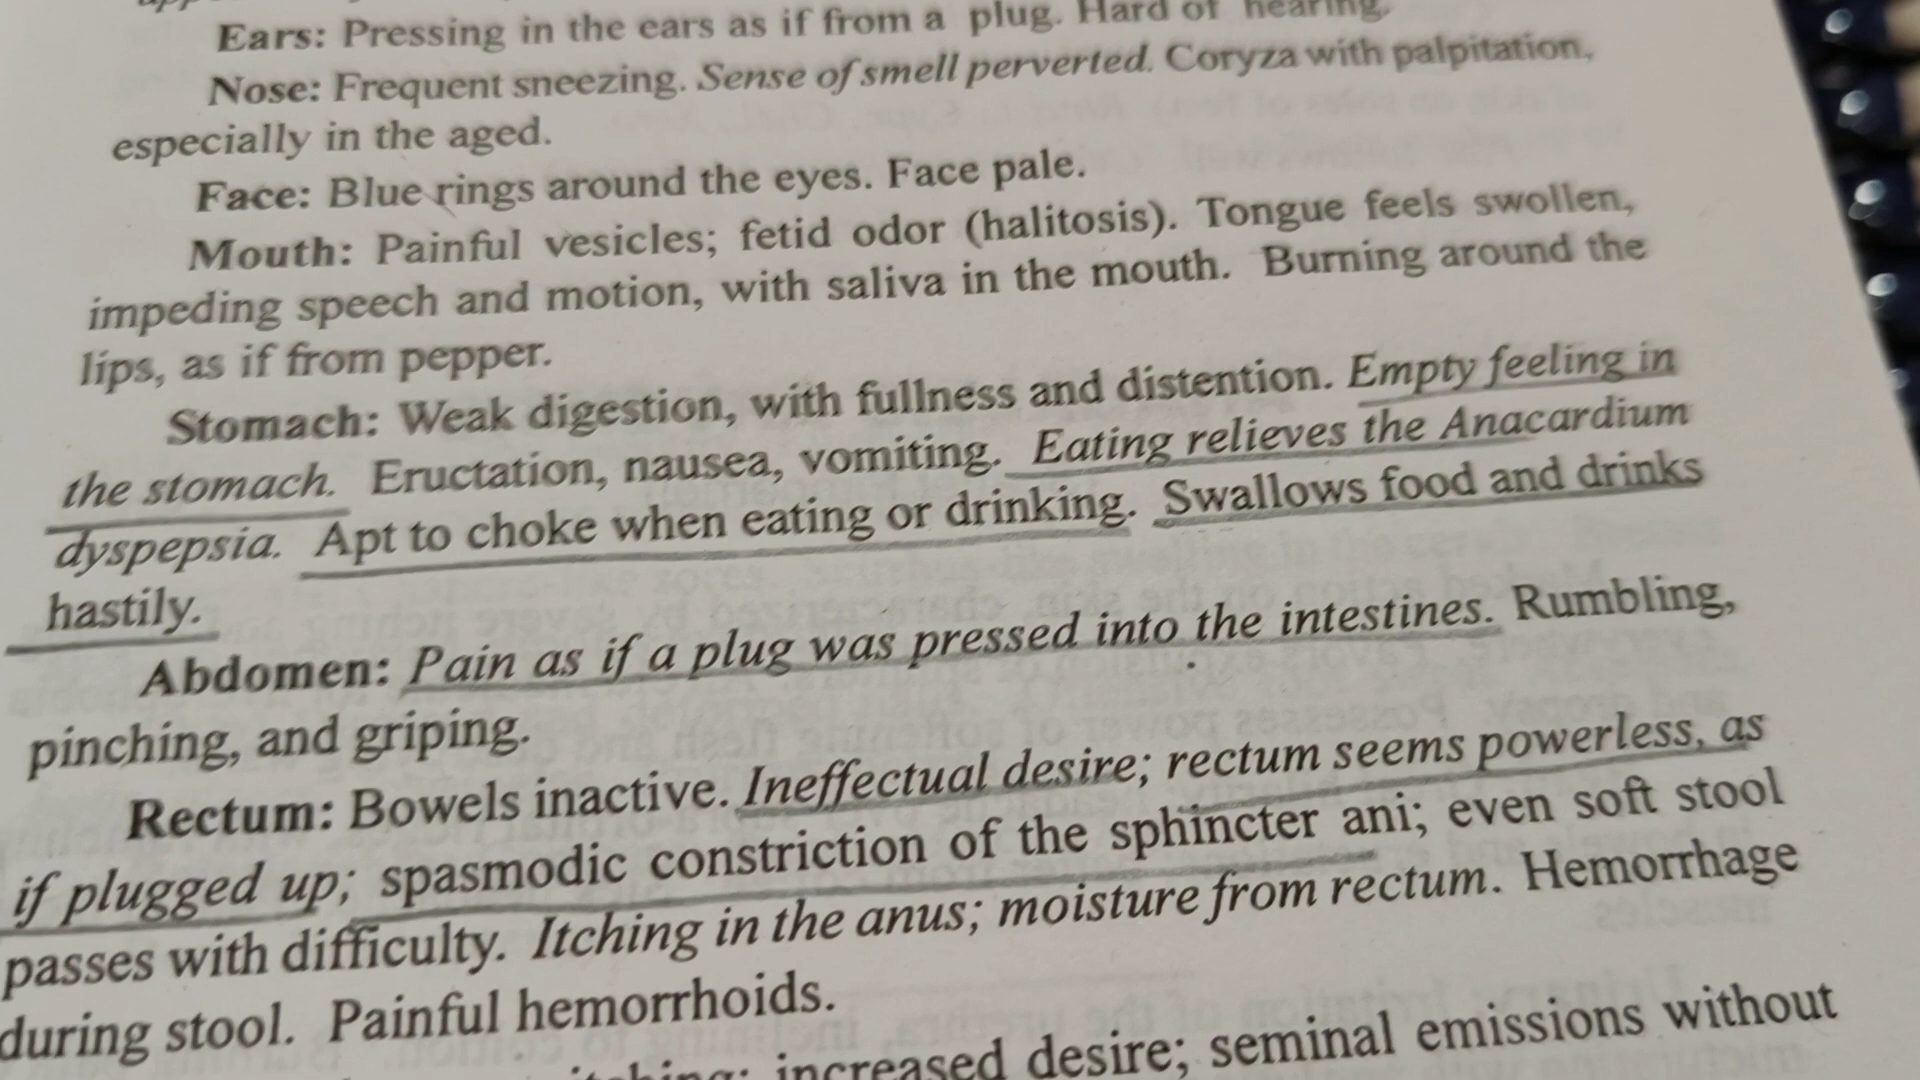 Ears: Pressing in the ears as if from a plug. Hard of hearing.
Nose: Frequent sneezing. Sense of smell perverted. Coryza with palpitation,
especially in the aged.
Face: Blue rings around the eyes. Face pale.
Mouth: Painful vesicles; fetid odor (halitosis). Tongue feels swollen,
impeding speech and motion, with saliva in the mouth. Burning around the
lips, as if from pepper.
Stomach: Weak digestion, with fullness and distention. Empty feeling in
the stomach. Eructation, nausea, vomiting. Eating relieves the Anacardium
dyspepsia. Apt to choke when eating or drinking. Swallows food and drinks
hastily.
Abdomen: Pain as if a plug was pressed into the intestines. Rumbling,
pinching, and griping.
Rectum: Bowels inactive. Ineffectual desire; rectum seems powerless, as
if plugged up; spasmodic constriction of the sphincter ani; even soft stool
passes with difficulty. Itching in the anus; moisture from rectum. Hemorrhage
during stool. Painful hemorrhoids.
increased desire; seminal emissions without